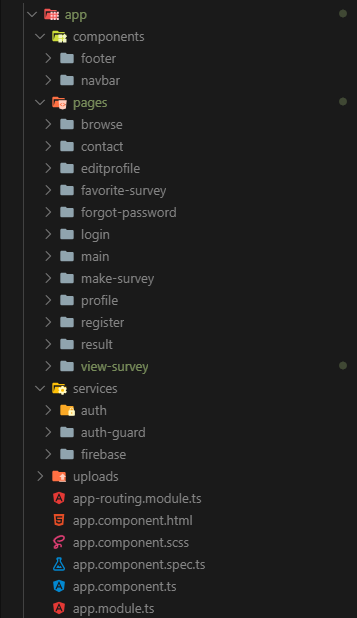 app
components
footer
navbar
pages
browse
contact
editprofile
favorite-survey
forgot-password
login
main
make-survey
profile
register
result
view-survey
services
auth
auth-guard
firebase
uploads
app-routing.module.ts
app.component.html
app.component.scss
app.component.spec.ts
app.component.ts
app.module.ts